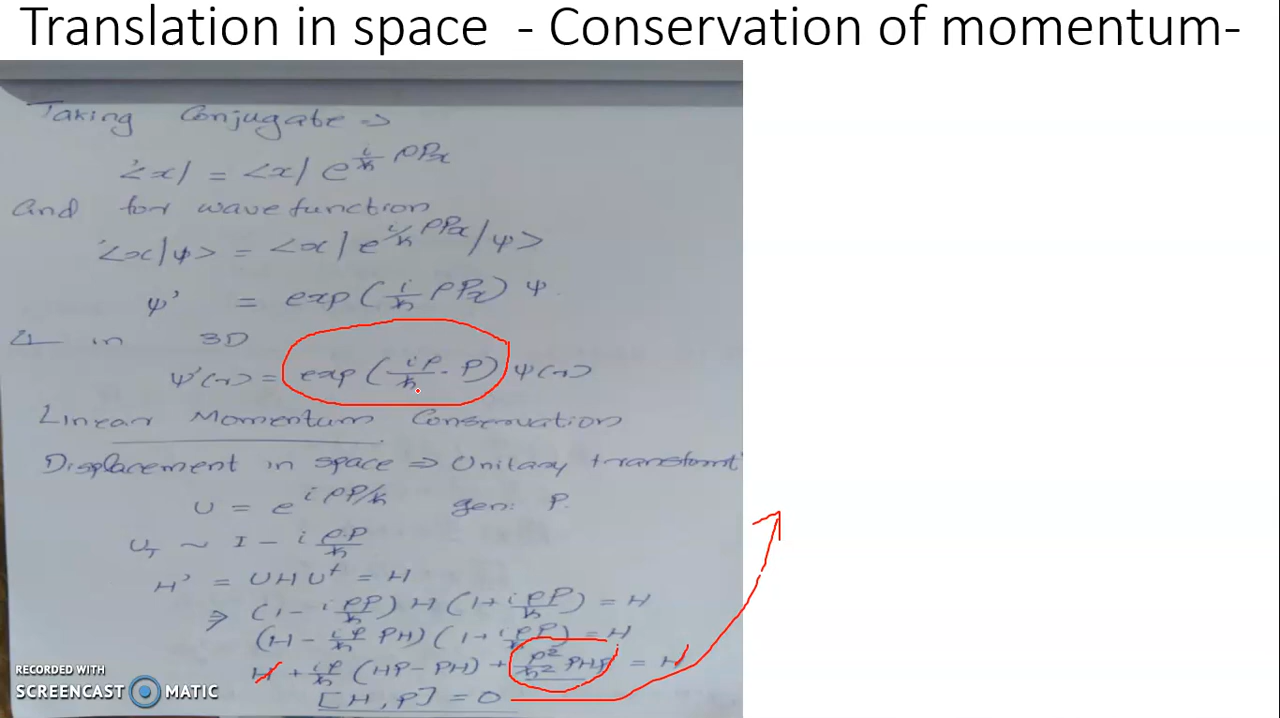 Translation in space - Conservation of momentum-
Taking Conjugate ⇒
'<x| = <x| e^{i/ħ ρPx}
And for wavefunction
'<x|ψ> = <x| e^{i/ħ ρPx} |ψ>
ψ' = exp(i/ħ ρPx) ψ
in 3D
ψ'(r) = exp(iρ/ħ · P) ψ(r)
Linear Momentum Conservation
Displacement in space ⇒ Unitary transformt
U = e^{iρP/ħ} gen: P.
U_T ~ I - i ρ.P/ħ
H' = UHU† = H
⇒ (1 - i ρP/ħ) H (1 + i ρP/ħ) = H
(H - iρ/ħ PH) (1 + i ρP/ħ) = H
H + iρ/ħ (HP - PH) + ρ²/ħ² PHP = H
[H, P] = 0
RECORDED WITH
SCREENCAST MATIC